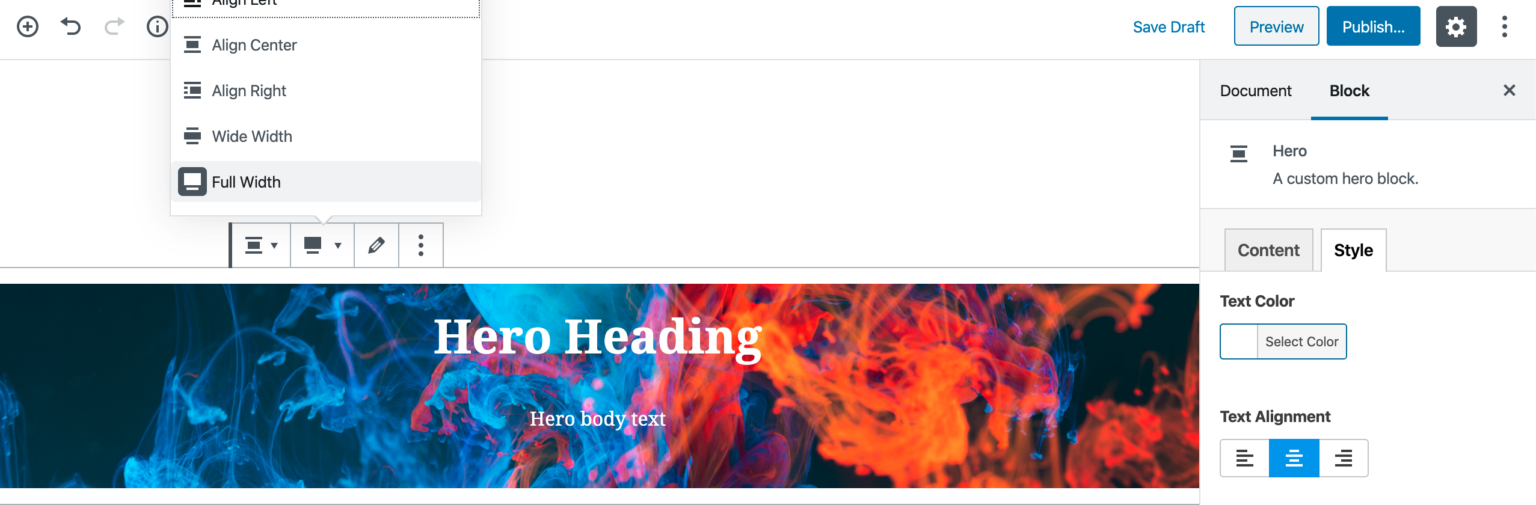 Align Left
Save Draft
Preview
Publish...
Align Center
Align Right
Wide Width
Full Width
Document
Block
Hero
A custom hero block.
Content
Style
Text Color
Select Color
Text Alignment
Hero Heading
Hero body text